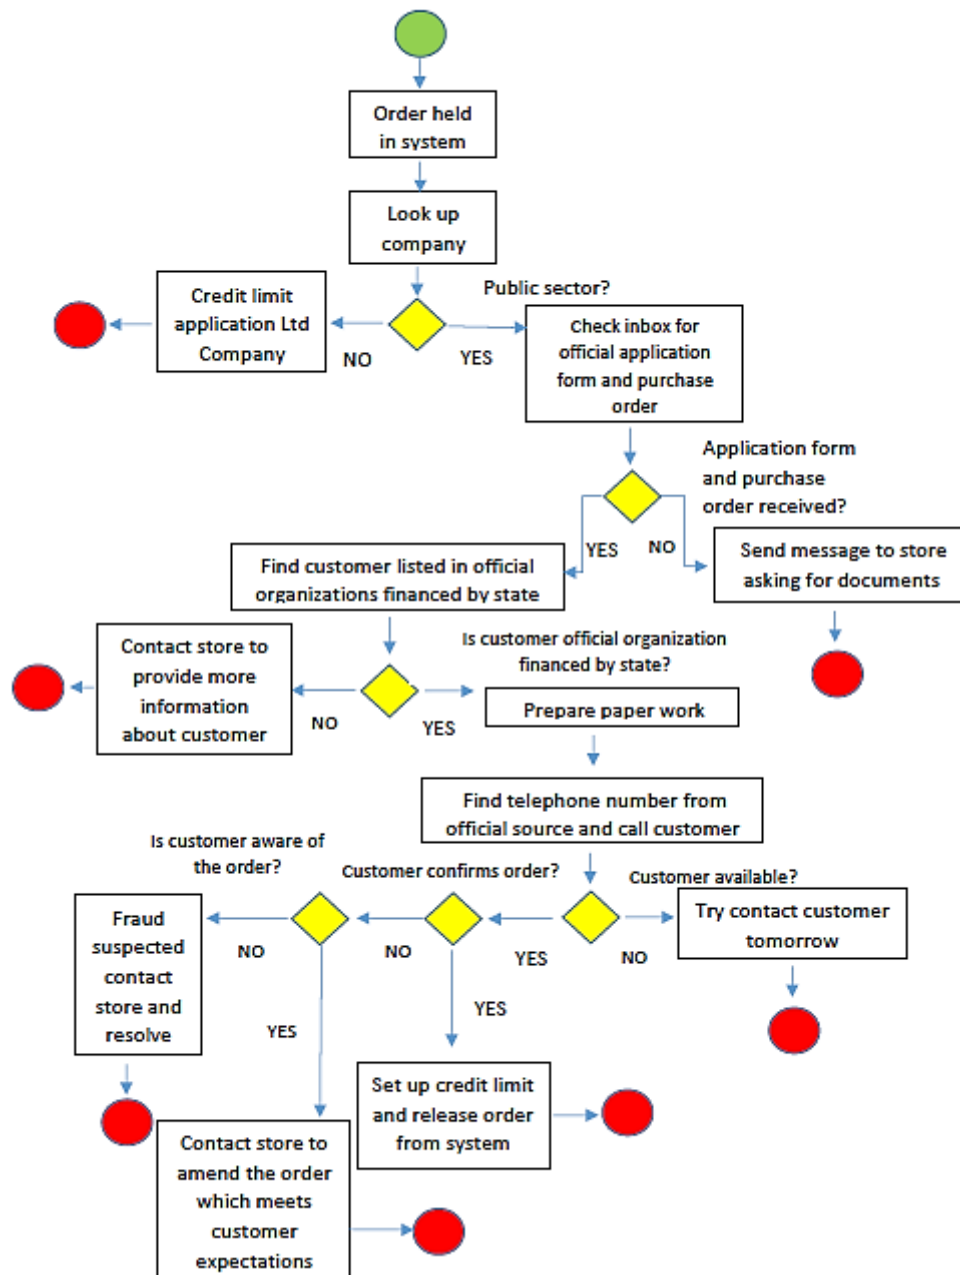 Order held
in system
Look up
company
Public sector?
Credit limit
application Ltd
Company
NO
YES
Check inbox for
official application
form and purchase
order
Application form
and purchase
order received?
YES
NO
Send message to store
asking for documents
Find customer listed in official
organizations financed by state
Is customer official organization
financed by state?
Contact store to
provide more
information
about customer
NO
YES
Prepare paper work
Find telephone number from
official source and call customer
Is customer aware of
the order?
Customer confirms order?
Customer available?
Try contact customer
tomorrow
Fraud
suspected
contact
store and
resolve
NO
NO
YES
NO
YES
YES
Set up credit limit
and release order
from system
Contact store to
amend the order
which meets
customer
expectations